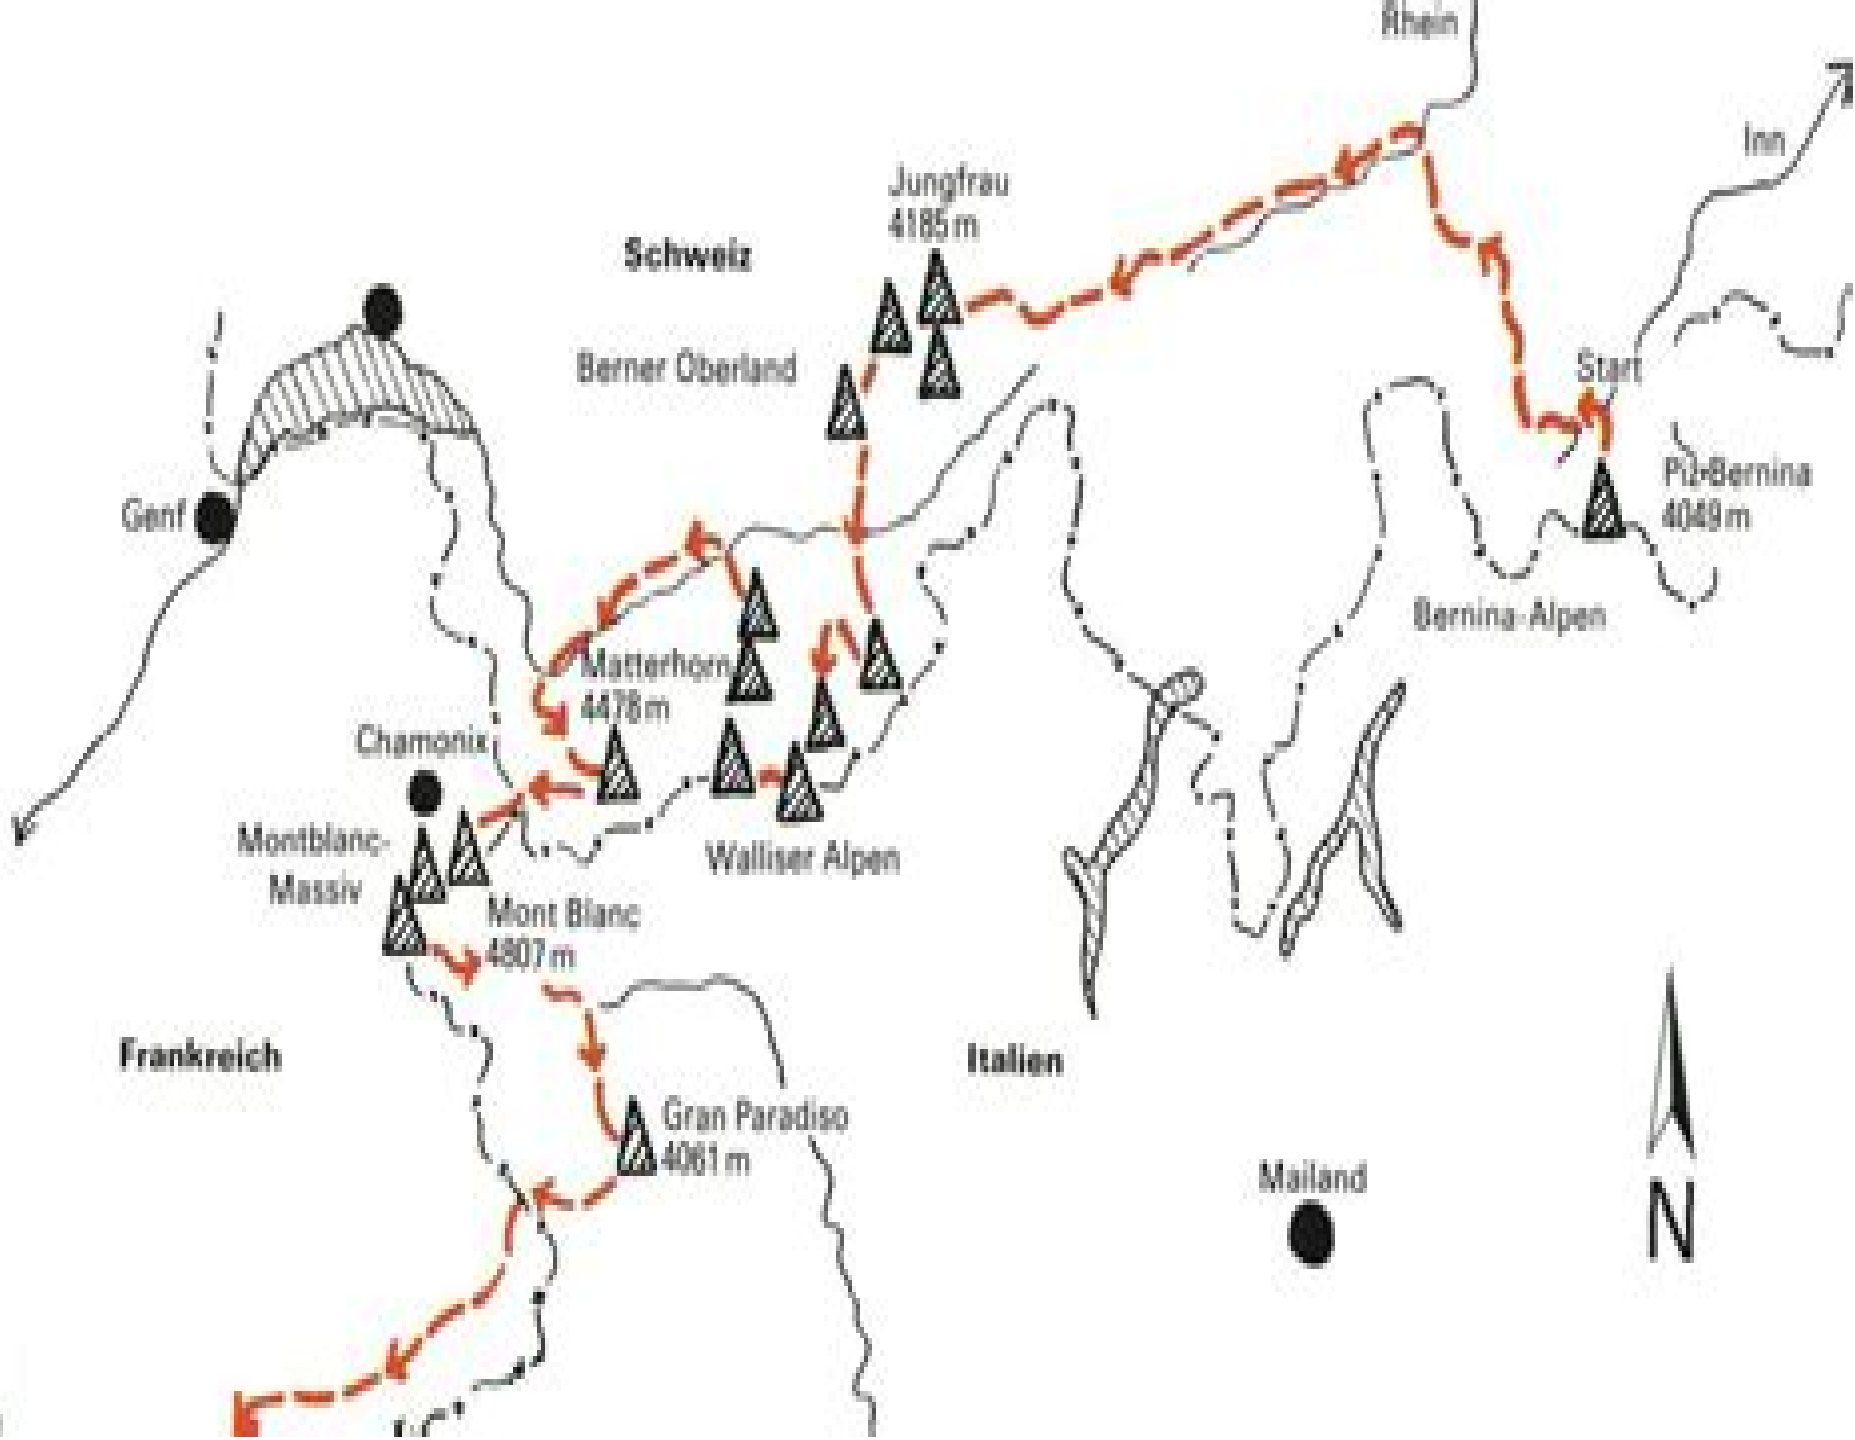 Rhein
Inn
Jungfrau
4185 m
Schweiz
Berner Oberland
Start
Genf
Piz Bernina
4049 m
Bernina-Alpen
Matterhorn
4478 m
Chamonix
Montblanc-
Massiv
Walliser Alpen
Mont Blanc
4807 m
Frankreich
Italien
Gran Paradiso
4061 m
Mailand
N